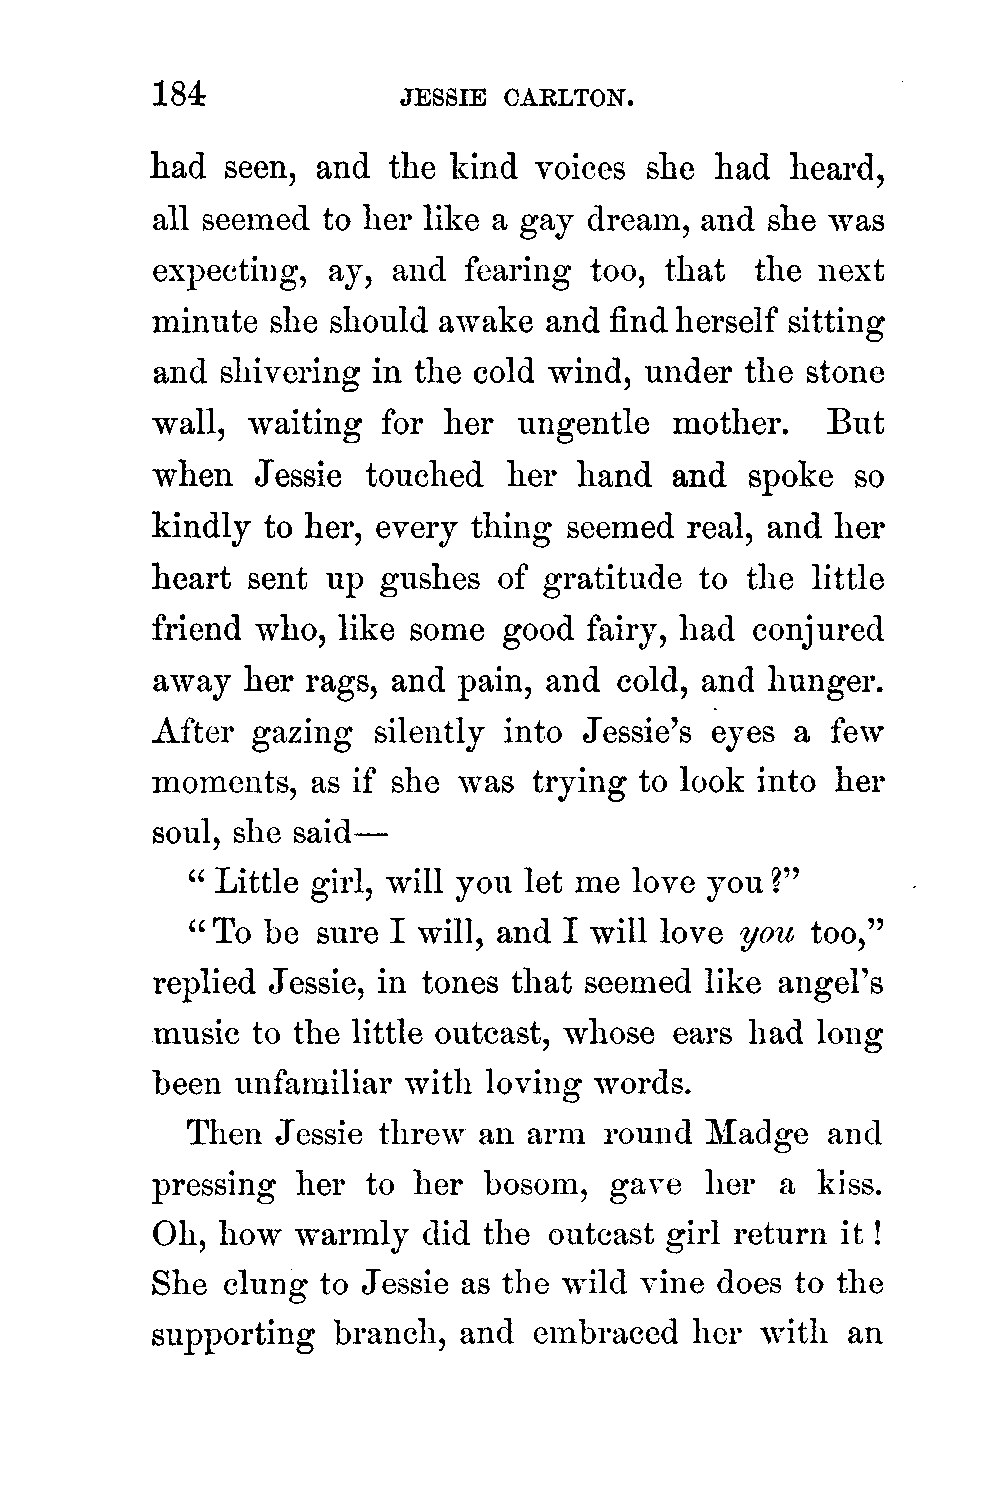 184 JESSIE CARLTON.
had seen, and the kind voices she had heard,
all seemed to her like a gay dream, and she was
expecting, ay, and fearing too, that the next
minute she should awake and find herself sitting
and shivering in the cold wind, under the stone
wall, waiting for her ungentle mother. But
when Jessie touched her hand and spoke so
kindly to her, every thing seemed real, and her
heart sent up gushes of gratitude to the little
friend who, like some good fairy, had conjured
away her rags, and pain, and cold, and hunger.
After gazing silently into Jessie's eyes a few
moments, as if she was trying to look into her
soul, she said—
“Little girl, will you let me love you?”
“To be sure I will, and I will love you too,”
replied Jessie, in tones that seemed like angel's
music to the little outcast, whose ears had long
been unfamiliar with loving words.
Then Jessie threw an arm round Madge and
pressing her to her bosom, gave her a kiss.
Oh, how warmly did the outcast girl return it!
She clung to Jessie as the wild vine does to the
supporting branch, and embraced her with an